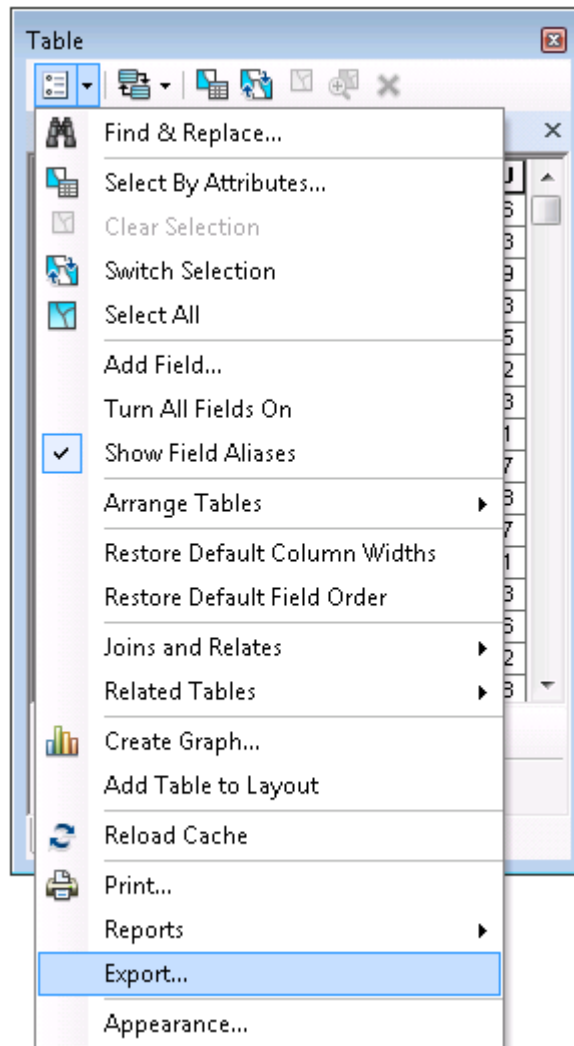 Table
Find & Replace...
Select By Attributes...
Clear Selection
Switch Selection
Select All
Add Field...
Turn All Fields On
Show Field Aliases
Arrange Tables
Restore Default Column Widths
Restore Default Field Order
Joins and Relates
Related Tables
Create Graph...
Add Table to Layout
Reload Cache
Print...
Reports
Export...
Appearance...